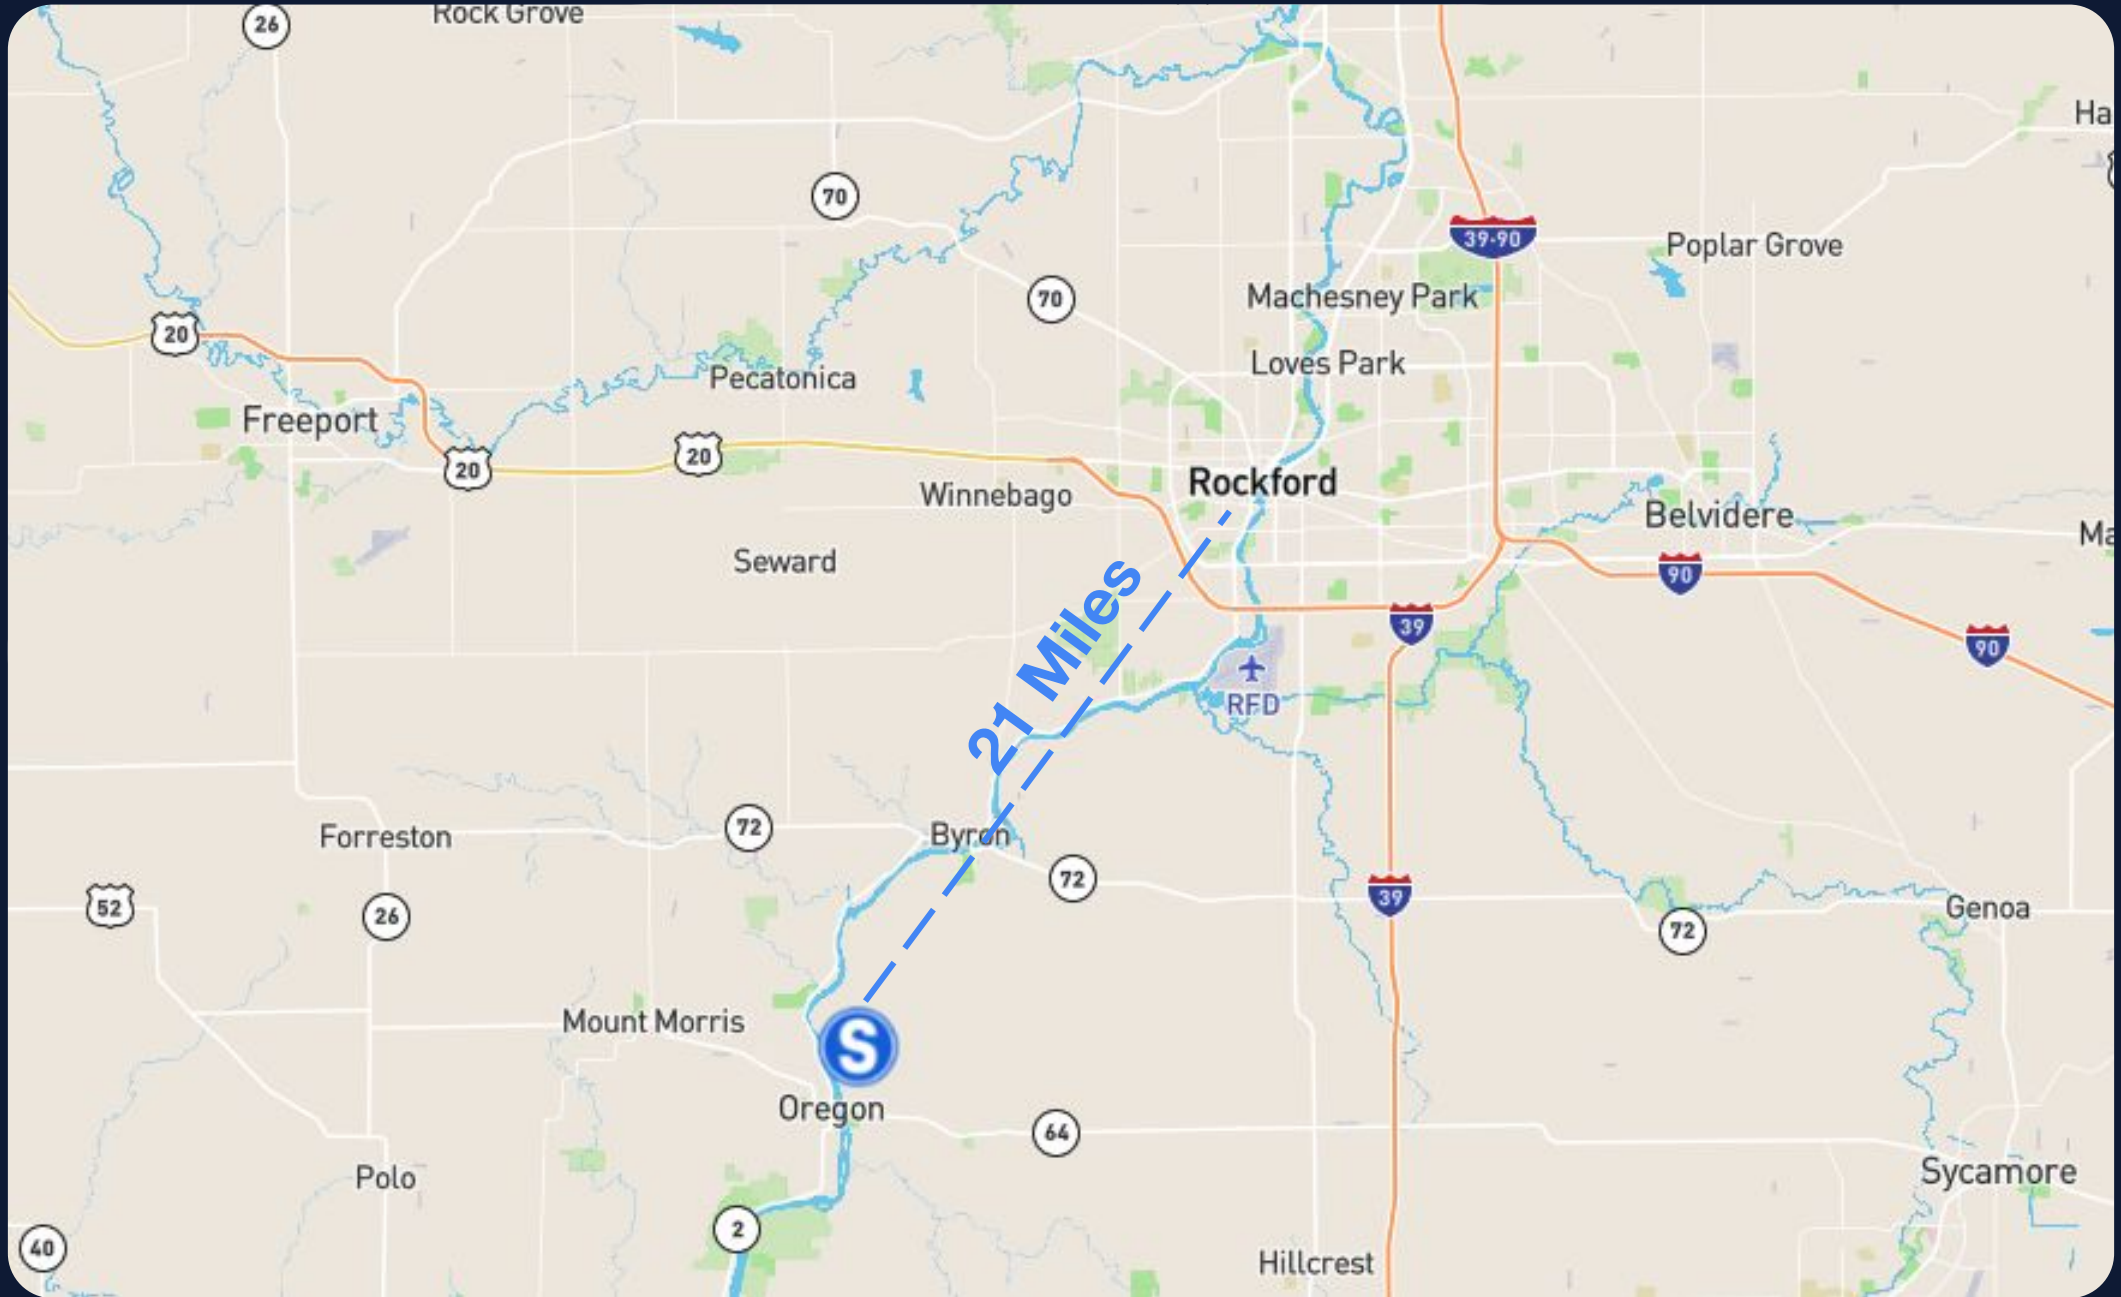 Rock Grove
26
Ha
70
39-90
Poplar Grove
70
Machesney Park
20
Loves Park
Pecatonica
Freeport
20
20
Rockford
Winnebago
Belvidere
Ma
Seward
90
21 Miles
39
90
RFD
72
Byron
Forreston
72
39
52
26
Genoa
72
Mount Morris
S
Oregon
64
Polo
Sycamore
2
40
Hillcrest